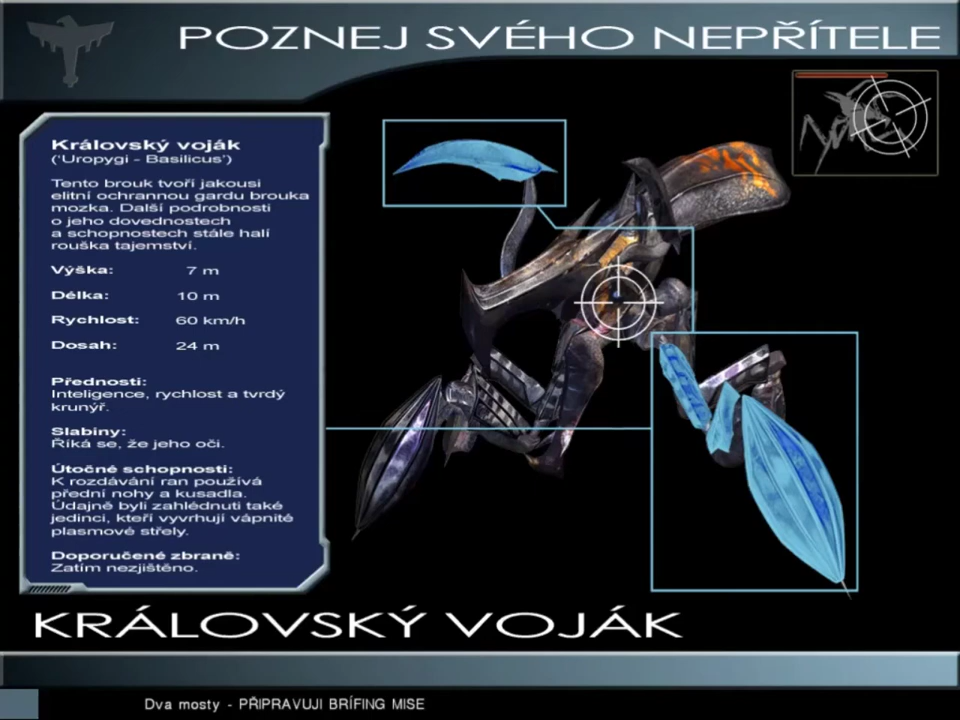 POZNEJ SVÉHO NEPŘÍTELE
Královský voják
('Uropygi - Basilicus')
Tento brouk tvoří jakousi
elitní ochrannou gardu brouka
mozka. Další podrobnosti
o jeho dovednostech
a schopnostech stále halí
rouška tajemství.
Výška: 7 m
Délka: 10 m
Rychlost: 60 km/h
Dosah: 24 m
Přednosti:
Inteligence, rychlost a tvrdý
krunýř.
Slabiny:
Říká se, že jeho oči.
Útočné schopnosti:
K rozdávání ran používá
přední nohy a kusadla.
Údajně byli zahlédnuti také
jedinci, kteří vyvrhují vápnité
plasmové střely.
Doporučené zbraně:
Zatím nezjištěno.
KRÁLOVSKÝ VOJÁK
Dva mosty - PŘIPRAVUJI BRÍFING MISE